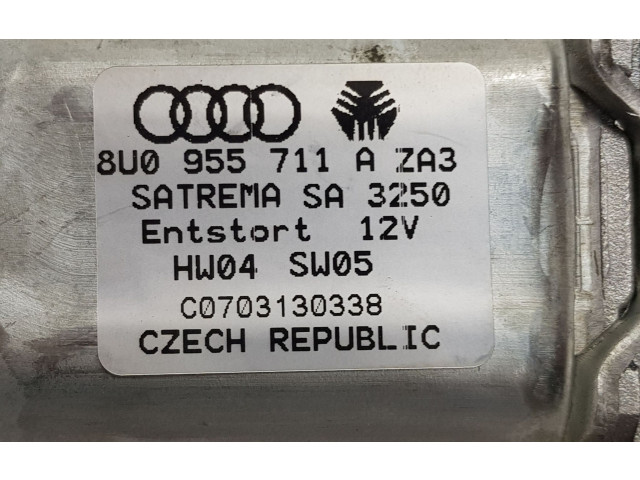 8U0 955 711 A ZA3
SATREMA SA 3250
Entstort 12V
HW04 SW05
C0703130338
CZECH REPUBLIC